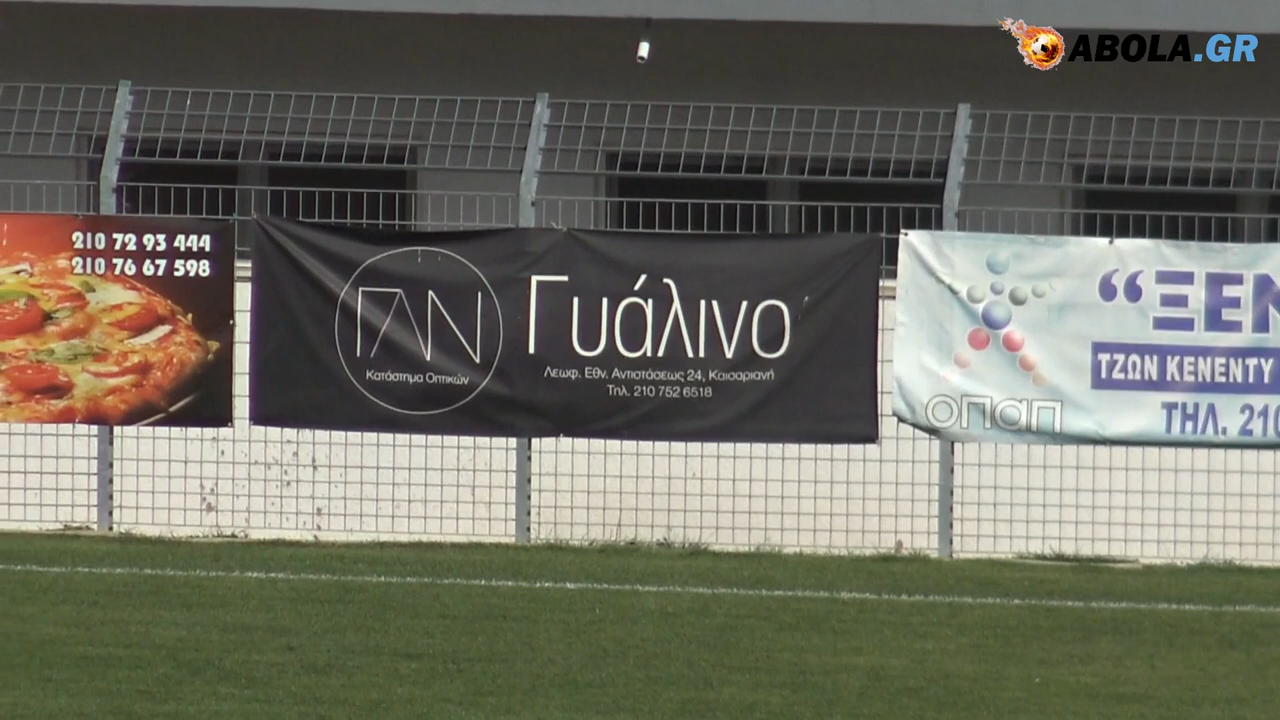 ABOLA.GR
210 72 93 444
210 76 67 598
ΓΛΝ
Κατάστημα Οπτικών
Γυάλινο
Λεωφ. Εθν. Αντιστάσεως 24, Καισαριανή
Τηλ. 210 752 6518
“ΞΕΝ
ΤΖΩΝ ΚΕΝΕΝΤΥ
οπαπ
ΤΗΛ. 210